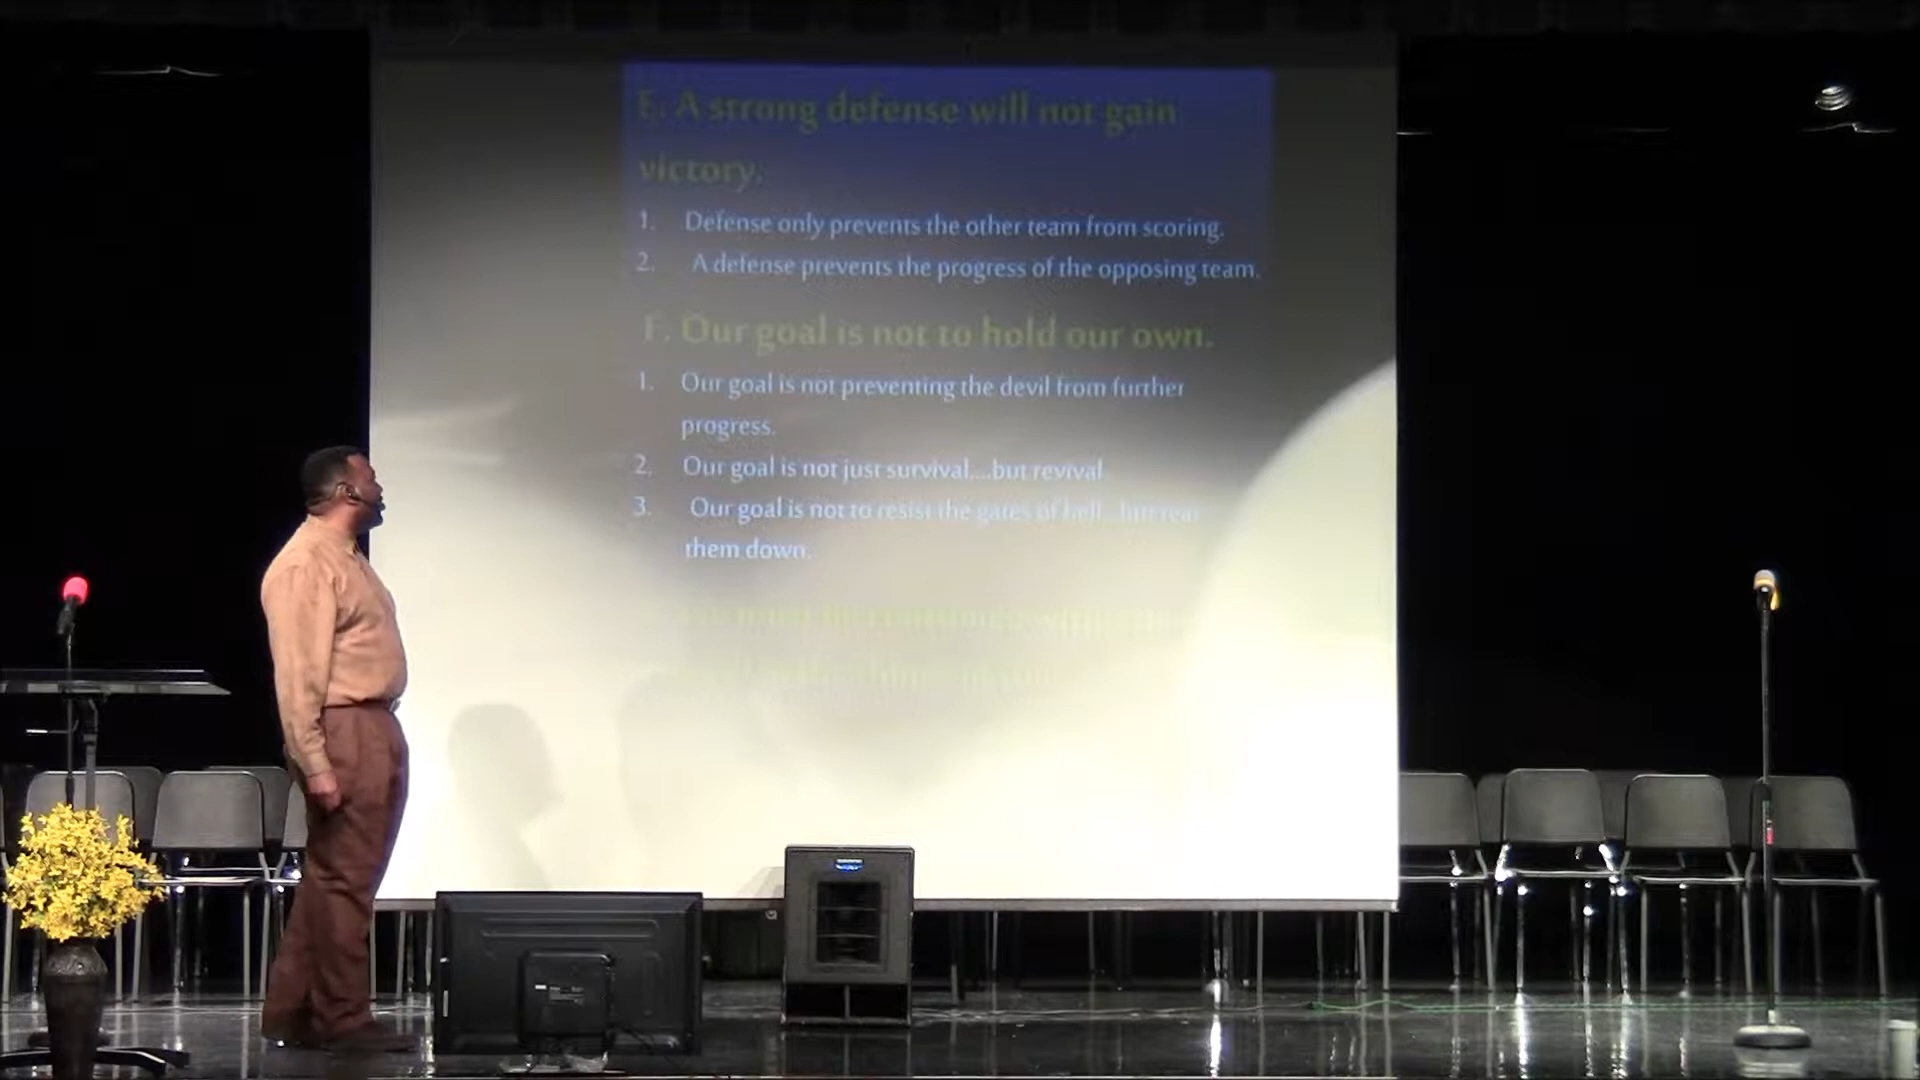 E. A strong defense will not gain
victory.
1. Defense only prevents the other team from scoring.
2. A defense prevents the progress of the opposing team.
F. Our goal is not to hold our own.
1. Our goal is not preventing the devil from further
progress.
2. Our goal is not just survival....but revival.
3. Our goal is not to resist the gates of hell...but tear
them down.